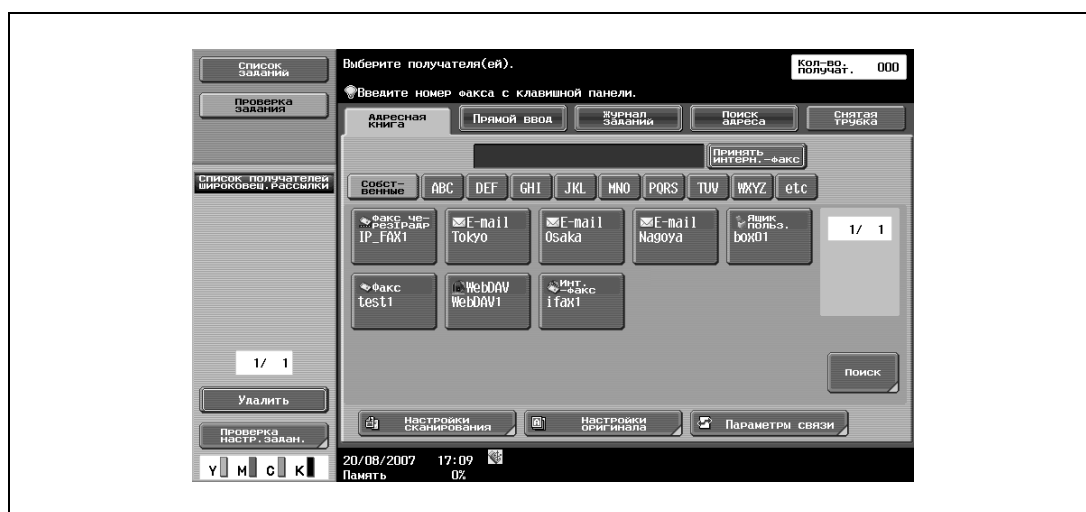 Список
заданий
Проверка
задания
Список получателей
широковещ.рассылки
1/ 1
Удалить
Проверка
настр.задан.
Y M C K
Выберите получателя(ей).
Кол-во.
получат. 000
Введите номер факса с клавишной панели.
Адресная
книга
Прямой ввод
Журнал
заданий
Поиск
адреса
Снятая
трубка
Принять
интерн.-факс
Собст-
венные
ABC
DEF
GHI
JKL
MNO
PQRS
TUV
WXYZ
etc
Факс че-
резIPадр
IP_FAX1
E-mail
Tokyo
E-mail
Osaka
E-mail
Nagoya
Ящик
польз.
box01
1/ 1
Факс
test1
WebDAV
WebDAV1
Инт.
-факс
ifax1
Поиск
Настройки
сканирования
Настройки
оригинала
Параметры связи
20/08/2007 17:09
Память 0%